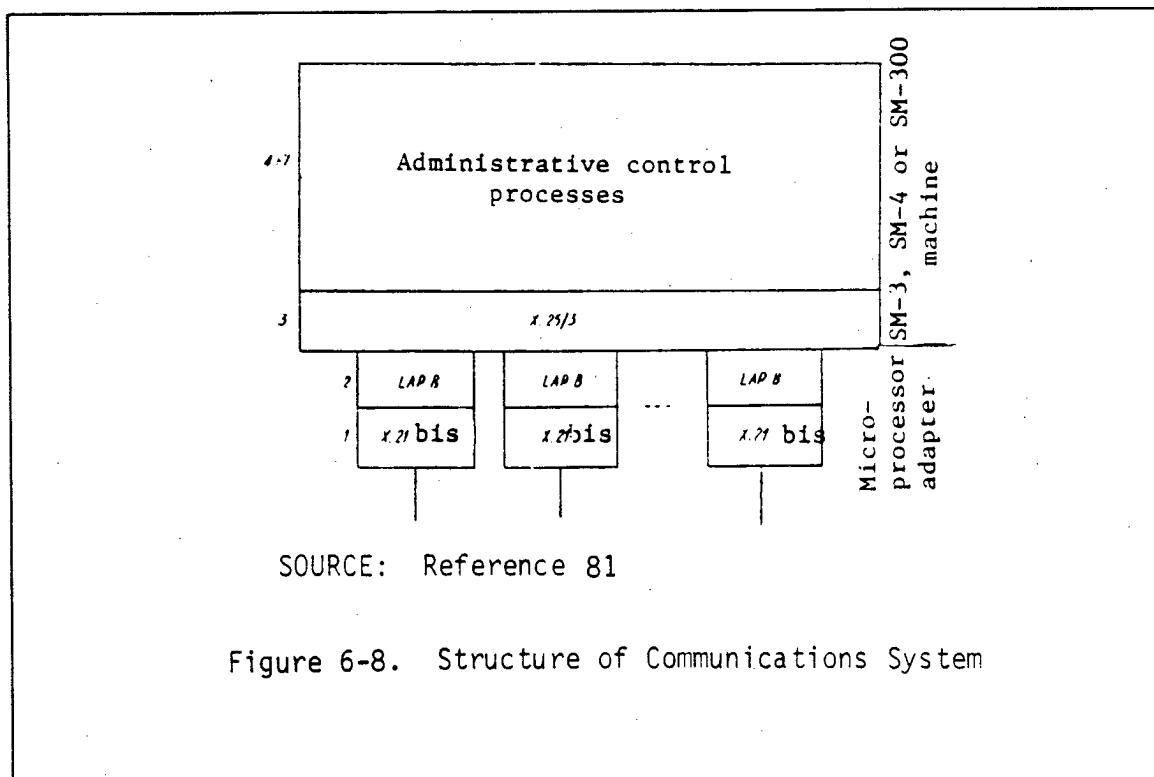 4-7
Administrative control
processes
SM-3, SM-4 or SM-300
machine
3
X.25/3
2
LAP B
LAP B
...
LAP B
1
X.21 bis
X.21 bis
X.21 bis
Micro-
processor
adapter
SOURCE: Reference 81
Figure 6-8. Structure of Communications System